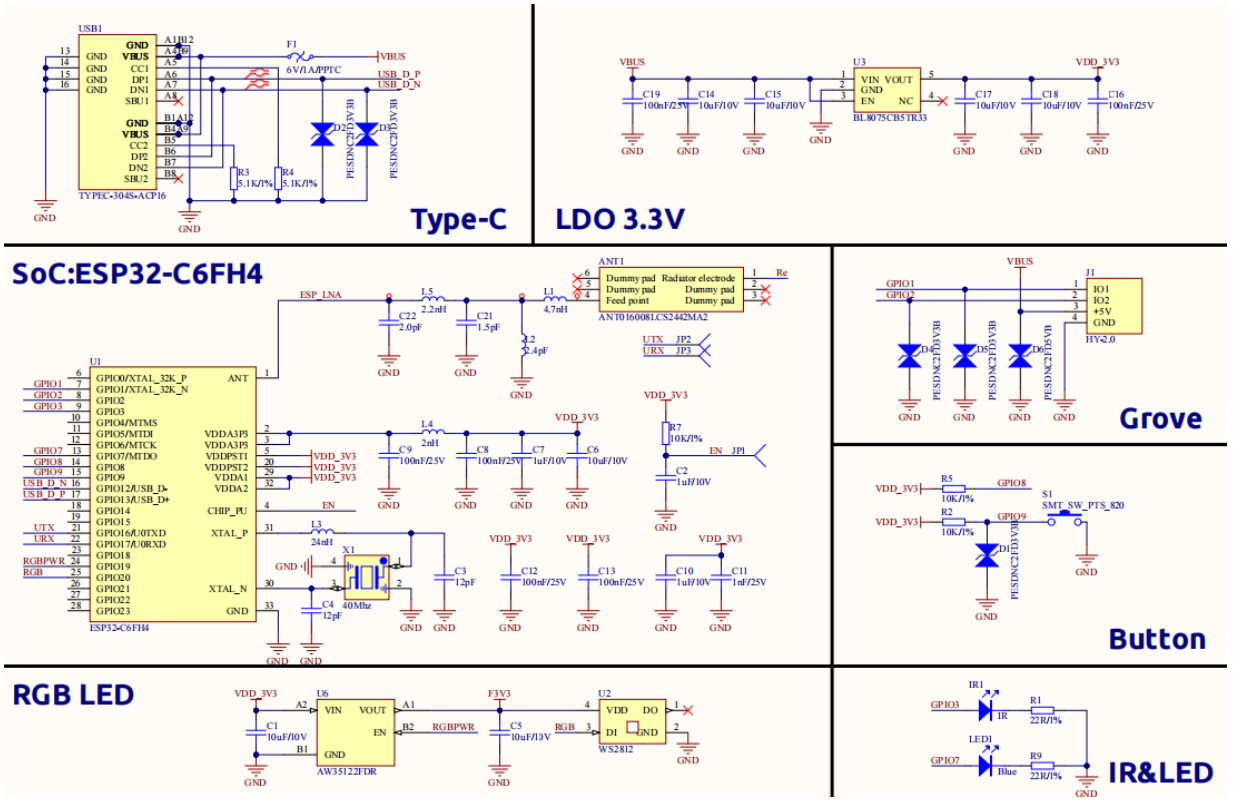 USB1
GND A1B12
13 GND VBUS A4B9
14 GND CC1 A5
15 GND DP1 A6
16 GND DN1 A7
SBU1 A8
GND B1A12
VBUS B4A9
CC2 B5
DP2 B6
DN2 B7
SBU2 B8
TYPEC-304S-ACP16
F1
6V/1A/PPTC
VBUS
USB_D_P
USB_D_N
R3
5.1K/1%
R4
5.1K/1%
D2
PESDNC2FD3V3B
D3
PESDNC2FD3V3B
GND
GND
Type-C
VBUS
C19
100nF/25V
C14
10uF/10V
C15
10uF/10V
GND GND GND GND
U3
1 VIN VOUT 5
2 GND
3 EN NC 4
BL8075CB5TR33
VDD_3V3
C17
10uF/10V
C18
10uF/10V
C16
100nF/25V
GND GND GND
LDO 3.3V
SoC:ESP32-C6FH4
ESP_LNA
C22
2.0pF
L5
2.2nH
C21
1.5pF
L2
2.4pF
L1
4.7nH
GND GND GND
ANT1
6 Dummy pad Radiator electrode 1 Re
5 Dummy pad Dummy pad 2
4 Feed point Dummy pad 3
ANT016008LCS2442MA2
UTX JP2
URX JP3
U1
6 GPIO0/XTAL_32K_P ANT 1
GPIO1 7 GPIO1/XTAL_32K_N
GPIO2 8 GPIO2
GPIO3 9 GPIO3
10 GPIO4/MTMS
11 GPIO5/MTDI VDDA3P3 2
12 GPIO6/MTCK VDDA3P3 3
GPIO7 13 GPIO7/MTDO VDDPST1 5 VDD_3V3
GPIO8 14 GPIO8 VDDPST2 20 VDD_3V3
GPIO9 15 GPIO9 VDDA1 29 VDD_3V3
USB_D_N 16 GPIO12/USB_D- VDDA2 32
USB_D_P 17 GPIO13/USB_D+
18 GPIO14 CHIP_PU 4 EN
19 GPIO15
UTX 21 GPIO16/U0TXD XTAL_P 31
URX 22 GPIO17/U0RXD
23 GPIO18
RGBPWR 24 GPIO19
RGB 25 GPIO20
26 GPIO21 XTAL_N 30
27 GPIO22
28 GPIO23 GND 33
ESP32-C6FH4
L4
2nH
C9
100nF/25V
C8
100nF/25V
C7
1uF/10V
C6
10uF/10V
VDD_3V3
GND GND GND GND
VDD_3V3
R7
10K/1%
EN JP1
C2
1uF/10V
GND
L3
24nH
X1
GND 4 1
3 2
40Mhz
C3
12pF
C4
12pF
GND GND GND GND
VDD_3V3
C12
100nF/25V
GND
VDD_3V3
C13
100nF/25V
GND
VDD_3V3
C10
1uF/10V
C11
1nF/25V
GND GND
VBUS
GPIO1
GPIO2
J1
1 IO1
2 IO2
3 +5V
4 GND
HY-2.0
D4
PESDNC2FD3V3B
D5
PESDNC2FD3V3B
D6
PESDNC2FD5VB
GND GND GND GND
Grove
VDD_3V3 R5 GPIO8
10K/1%
VDD_3V3 R2 GPIO9
10K/1%
S1
SMT_SW_PTS_820
D1
PESDNC2FD3V3B
GND
GND
Button
RGB LED
VDD_3V3
C1
10uF/10V
GND
U6
A2 VIN VOUT A1
EN B2 RGBPWR
B1 GND
AW35122FDR
F3V3
C5
10uF/10V
GND
U2
4 VDD DO 1
RGB 3 DI GND 2
WS2812
GND
IR1
GPIO3 IR
R1
22R/1%
LED1
GPIO7 Blue
R9
22R/1%
GND
IR&LED